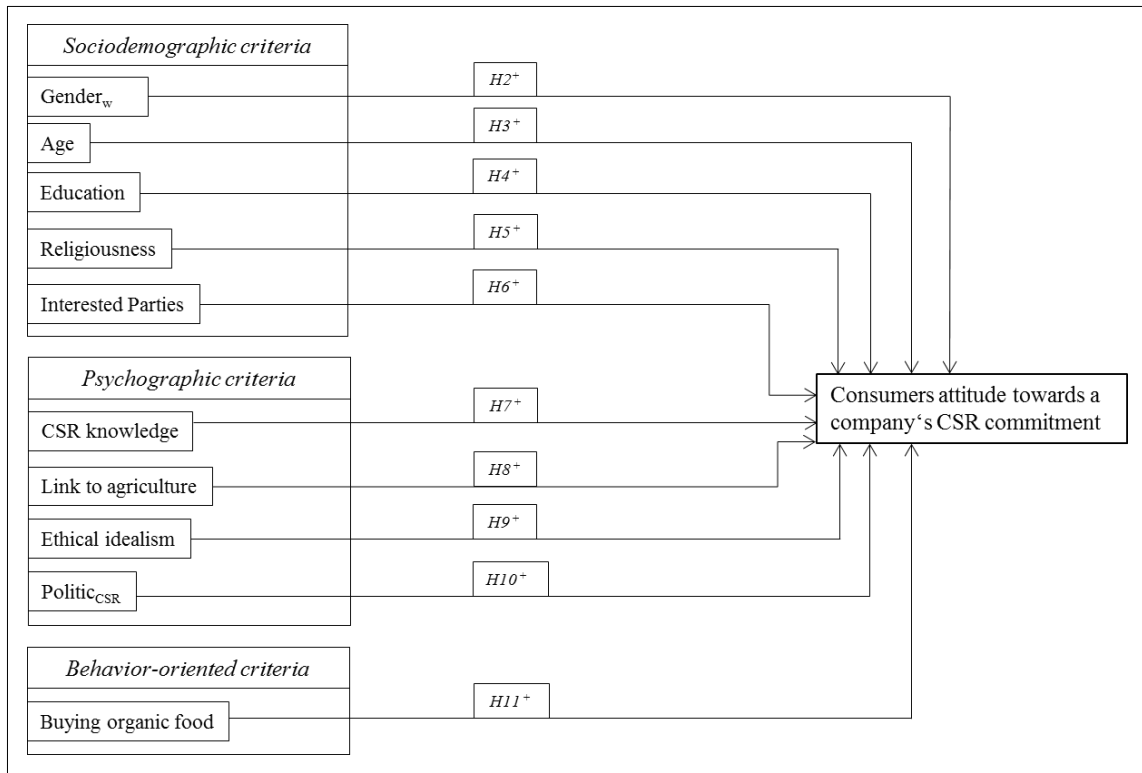 Sociodemographic criteria
Gender_w
H2⁺
Age
H3⁺
Education
H4⁺
Religiousness
H5⁺
Interested Parties
H6⁺
Psychographic criteria
CSR knowledge
H7⁺
Link to agriculture
H8⁺
Ethical idealism
H9⁺
Politic_CSR
H10⁺
Behavior-oriented criteria
Buying organic food
H11⁺
Consumers attitude towards a
company‘s CSR commitment